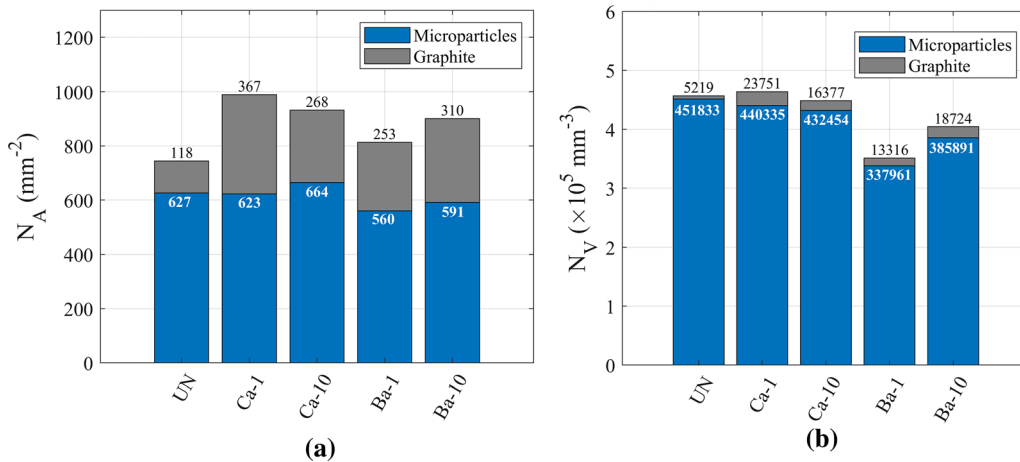 1200
1000
800
600
400
200
0
N_A (mm^-2)
Microparticles
Graphite
118
367
268
253
310
627
623
664
560
591
UN
Ca-1
Ca-10
Ba-1
Ba-10
(a)
6
5
4
3
2
1
0
N_V (×10^5 mm^-3)
Microparticles
Graphite
5219
23751
16377
13316
18724
451833
440335
432454
337961
385891
UN
Ca-1
Ca-10
Ba-1
Ba-10
(b)